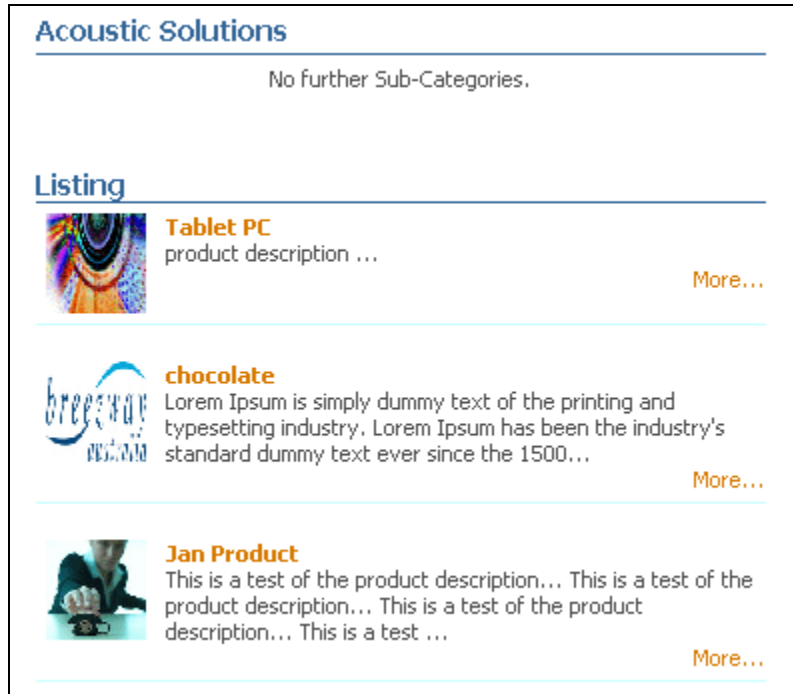 Acoustic Solutions
No further Sub-Categories.
Listing
Tablet PC
product description ...
More...
breezway
australia
chocolate
Lorem Ipsum is simply dummy text of the printing and
typesetting industry. Lorem Ipsum has been the industry's
standard dummy text ever since the 1500...
More...
Jan Product
This is a test of the product description... This is a test of the
product description... This is a test of the product
description... This is a test ...
More...